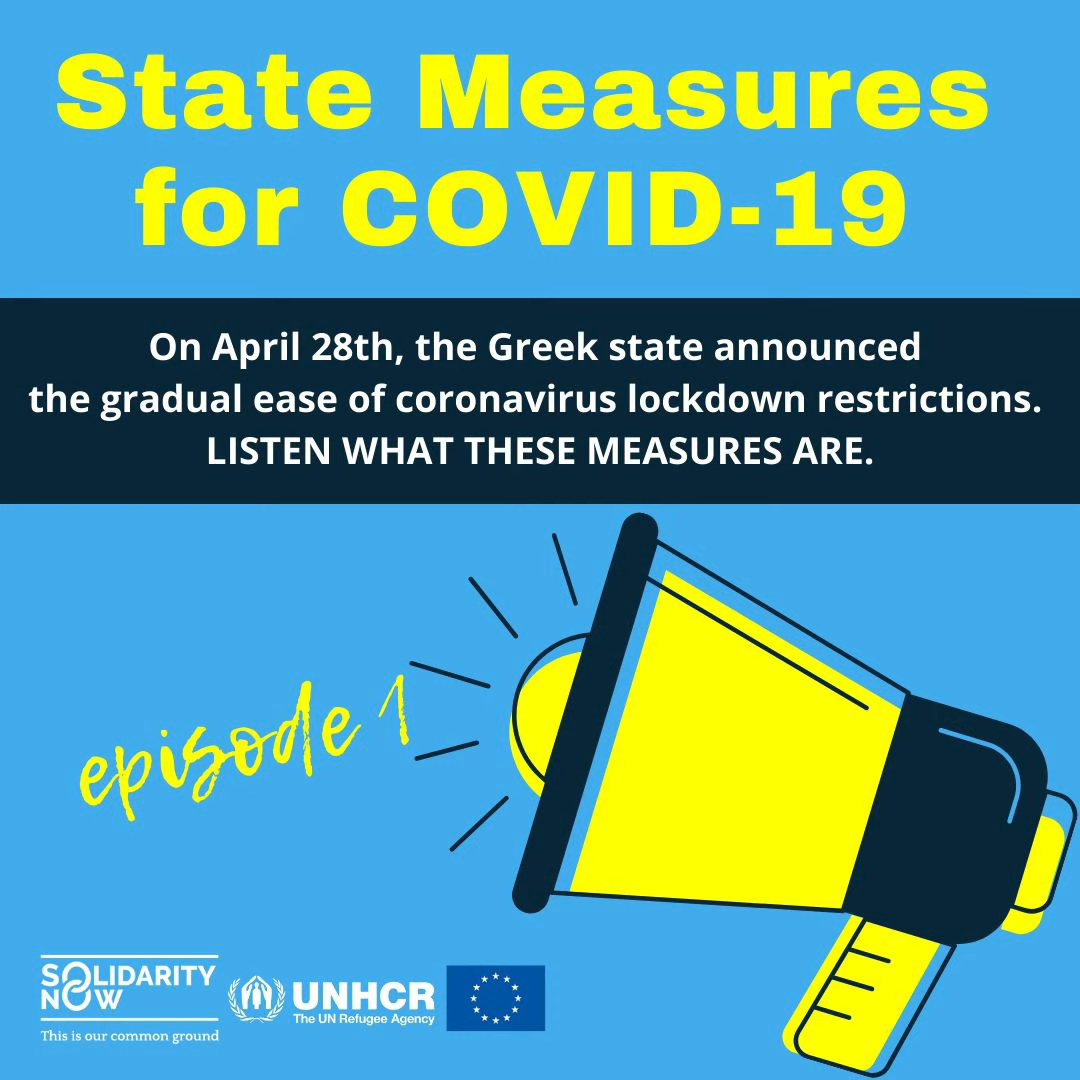 State Measures
for COVID-19
On April 28th, the Greek state announced
the gradual ease of coronavirus lockdown restrictions.
LISTEN WHAT THESE MEASURES ARE.
episode 1
SOLIDARITY
NOW
This is our common ground
UNHCR
The UN Refugee Agency